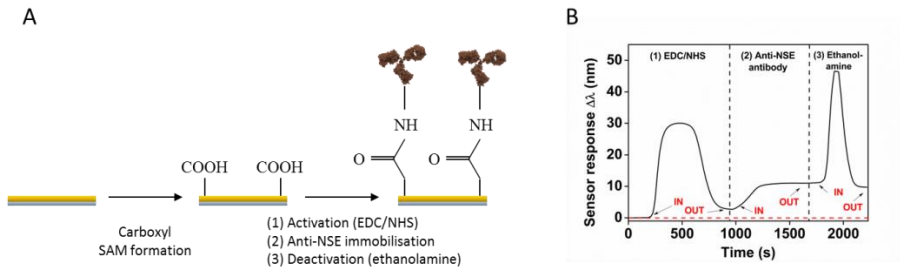 A
COOH
COOH
Carboxyl
SAM formation
(1) Activation (EDC/NHS)
(2) Anti-NSE immobilisation
(3) Deactivation (ethanolamine)
O
NH
O
NH
B
Sensor response Δλ (nm)
50
40
30
20
10
0
(1) EDC/NHS
(2) Anti-NSE
antibody
(3) Ethanol-
amine
IN
OUT
IN
OUT
IN
OUT
0
500
1000
1500
2000
Time (s)